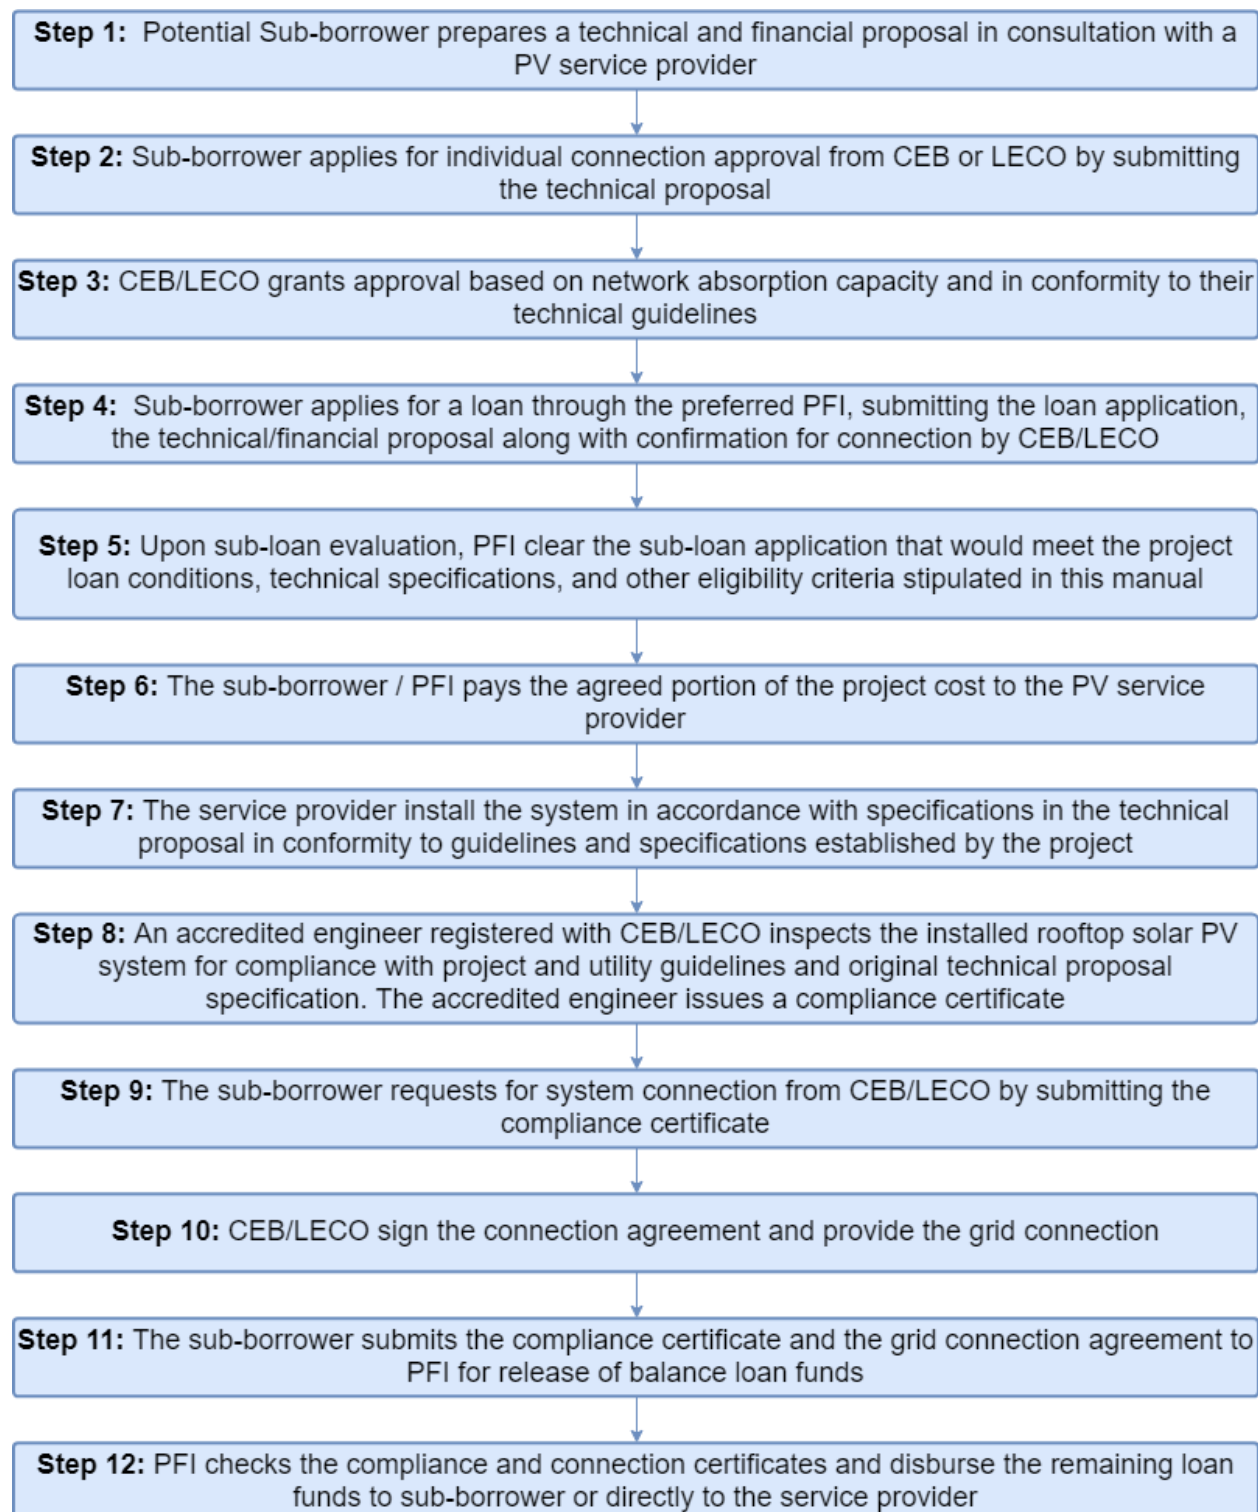 Step 1: Potential Sub-borrower prepares a technical and financial proposal in consultation with a
PV service provider
Step 2: Sub-borrower applies for individual connection approval from CEB or LECO by submitting
the technical proposal
Step 3: CEB/LECO grants approval based on network absorption capacity and in conformity to their
technical guidelines
Step 4: Sub-borrower applies for a loan through the preferred PFI, submitting the loan application,
the technical/financial proposal along with confirmation for connection by CEB/LECO
Step 5: Upon sub-loan evaluation, PFI clear the sub-loan application that would meet the project
loan conditions, technical specifications, and other eligibility criteria stipulated in this manual
Step 6: The sub-borrower / PFI pays the agreed portion of the project cost to the PV service
provider
Step 7: The service provider install the system in accordance with specifications in the technical
proposal in conformity to guidelines and specifications established by the project
Step 8: An accredited engineer registered with CEB/LECO inspects the installed rooftop solar PV
system for compliance with project and utility guidelines and original technical proposal
specification. The accredited engineer issues a compliance certificate
Step 9: The sub-borrower requests for system connection from CEB/LECO by submitting the
compliance certificate
Step 10: CEB/LECO sign the connection agreement and provide the grid connection
Step 11: The sub-borrower submits the compliance certificate and the grid connection agreement to
PFI for release of balance loan funds
Step 12: PFI checks the compliance and connection certificates and disburse the remaining loan
funds to sub-borrower or directly to the service provider